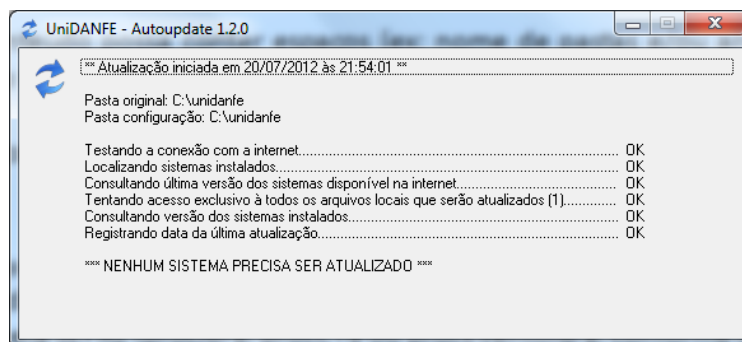 UniDANFE - Autoupdate 1.2.0
** Atualização iniciada em 20/07/2012 às 21:54:01 **
Pasta original: C:\unidanfe
Pasta configuração: C:\unidanfe
Testando a conexão com a internet........................................................................................ OK
Localizando sistemas instalados............................................................................................. OK
Consultando última versão dos sistemas disponível na internet............................................ OK
Tentando acesso exclusivo à todos os arquivos locais que serão atualizados (1)............. OK
Consultando versão dos sistemas instalados......................................................................... OK
Registrando data da última atualização.................................................................................. OK
*** NENHUM SISTEMA PRECISA SER ATUALIZADO ***